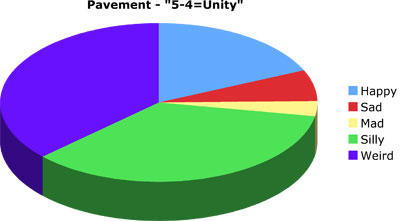 Pavement - "5-4=Unity"
Happy
Sad
Mad
Silly
Weird